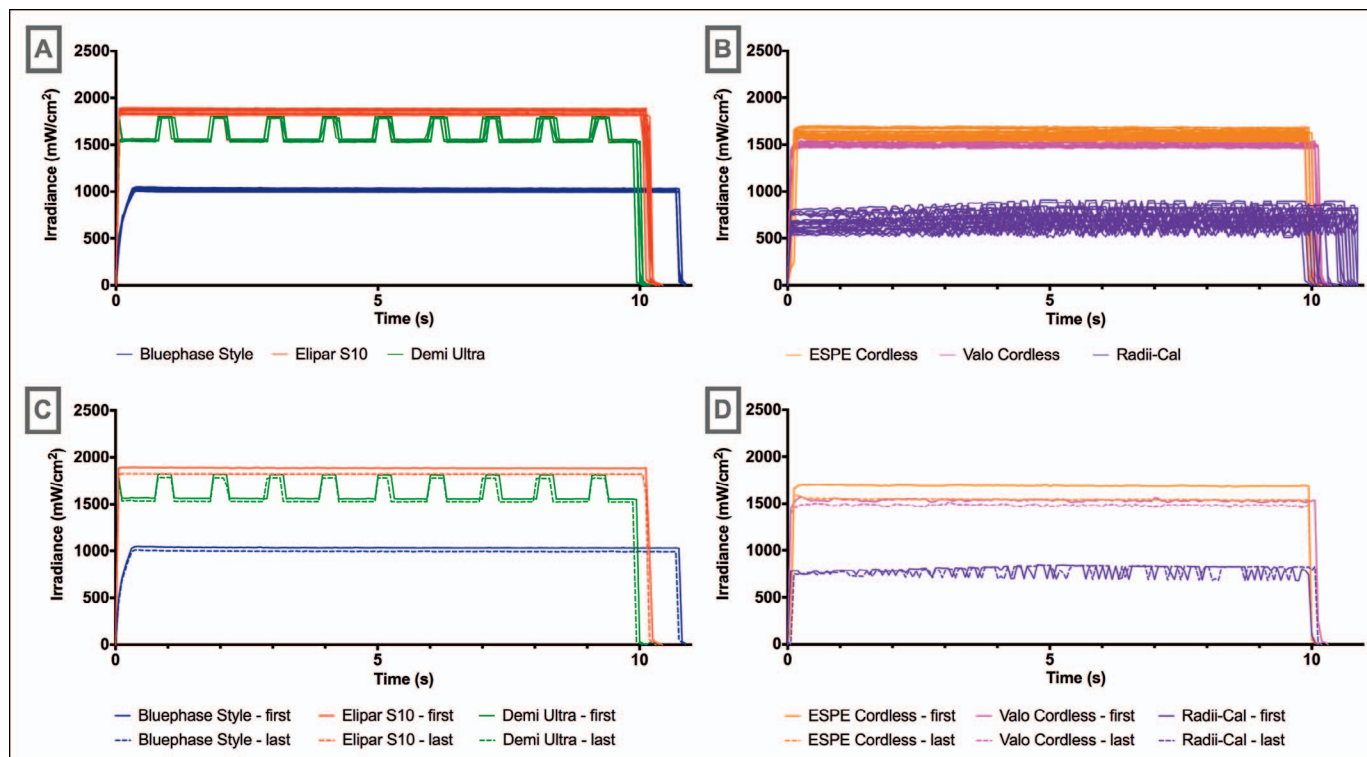 A
2500
2000
1500
1000
500
0
Irradiance (mW/cm²)
0
5
10
Time (s)
Bluephase Style
Elipar S10
Demi Ultra
B
2500
2000
1500
1000
500
0
Irradiance (mW/cm²)
0
5
10
Time (s)
ESPE Cordless
Valo Cordless
Radii-Cal
C
2500
2000
1500
1000
500
0
Irradiance (mW/cm²)
0
5
10
Time (s)
Bluephase Style - first
Elipar S10 - first
Demi Ultra - first
Bluephase Style - last
Elipar S10 - last
Demi Ultra - last
D
2500
2000
1500
1000
500
0
Irradiance (mW/cm²)
0
5
10
Time (s)
ESPE Cordless - first
Valo Cordless - first
Radii-Cal - first
ESPE Cordless - last
Valo Cordless - last
Radii-Cal - last